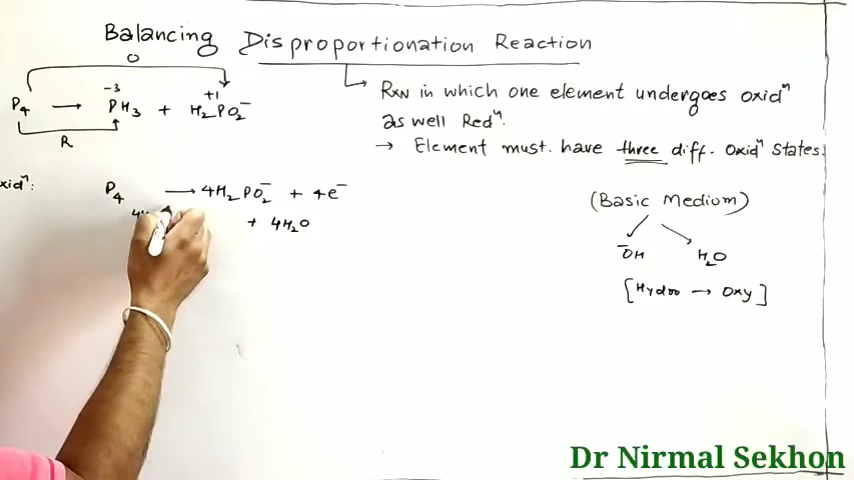 Balancing Disproportionation Reaction
O
-3 +1
P₄ → PH₃ + H₂PO₂⁻
R
→ Rxn in which one element undergoes oxidⁿ
as well Redⁿ.
→ Element must have three diff. oxidⁿ states.
xidⁿ:
P₄ → 4H₂PO₂⁻ + 4e⁻
+ 4H₂O
(Basic Medium)
⁻OH H₂O
[Hydro → Oxy]
Dr Nirmal Sekhon